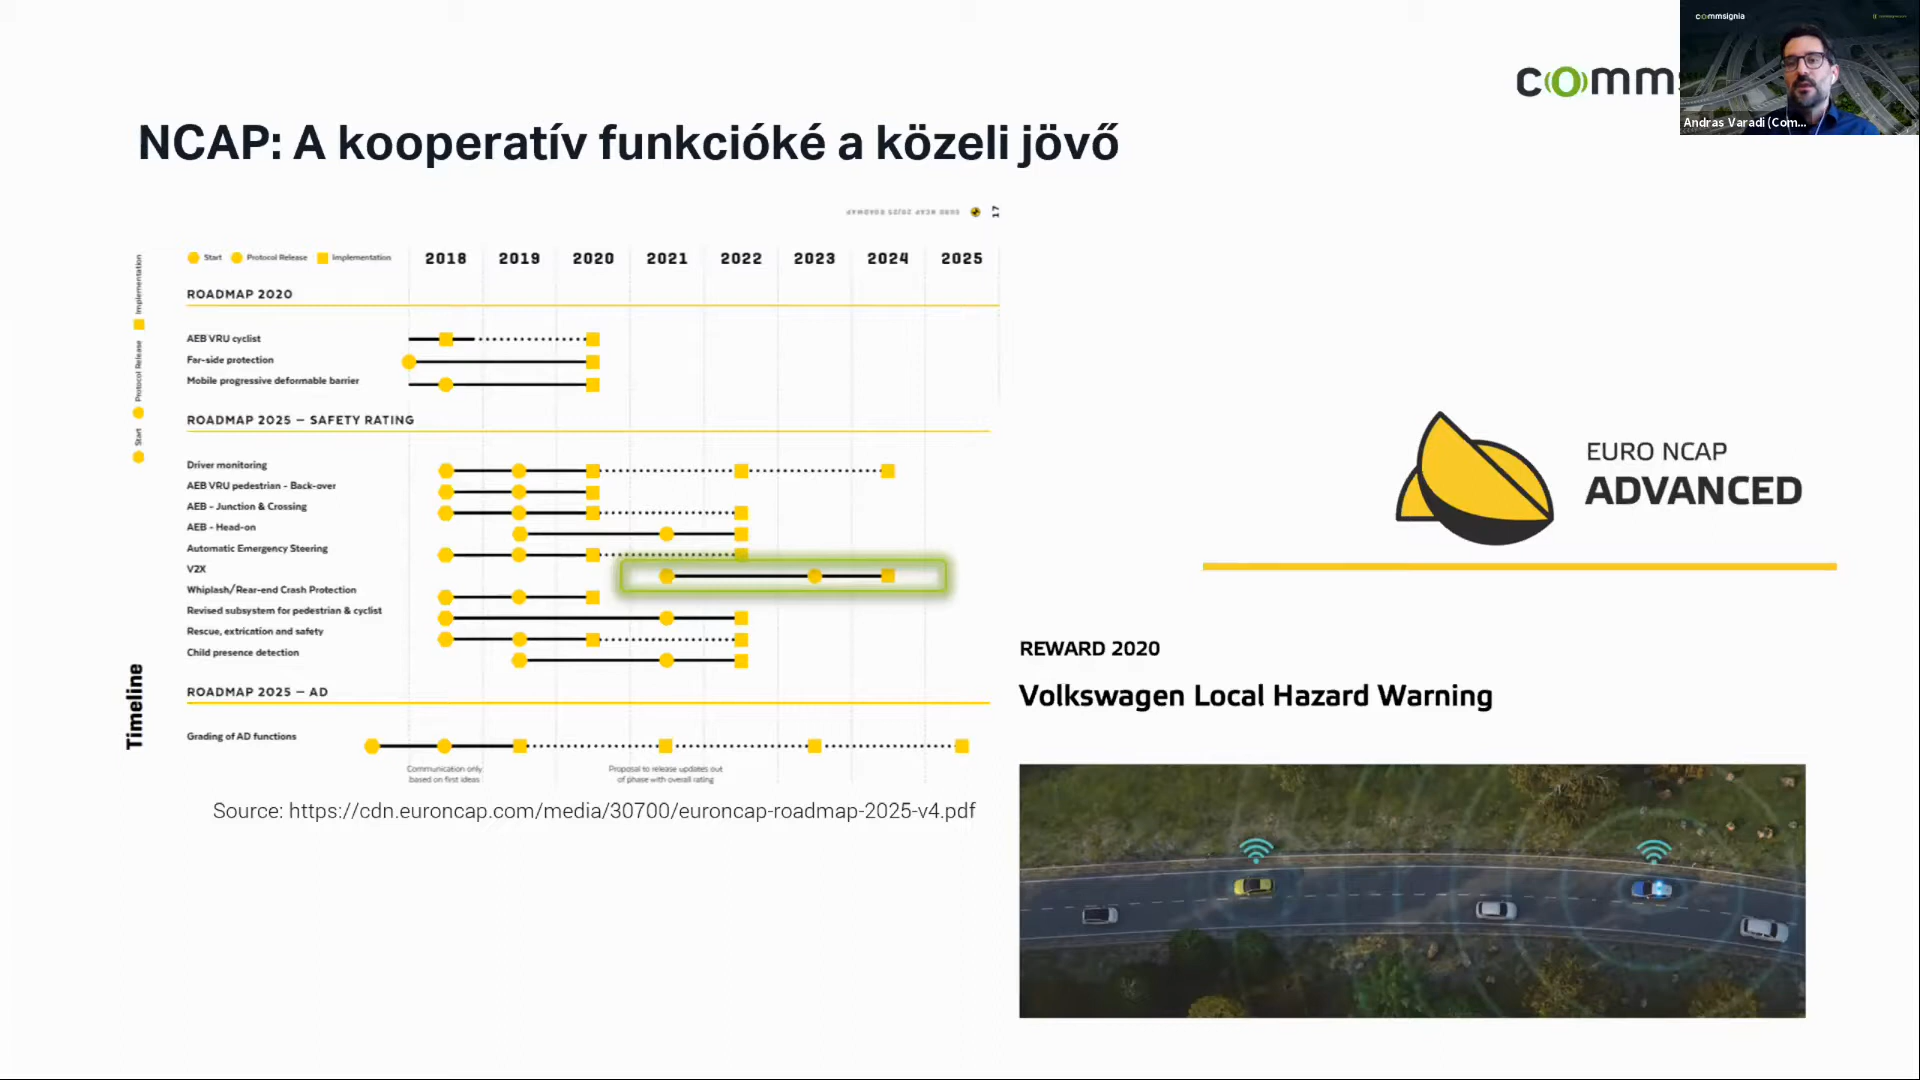 commsignia
comms
Andras Varadi (Com...
NCAP: A kooperatív funkcióké a közeli jövő
EURO NCAP 2025 ROADMAP
17
Start
Protocol Release
Implementation
2018 2019 2020 2021 2022 2023 2024 2025
ROADMAP 2020
AEB VRU cyclist
Far-side protection
Mobile progressive deformable barrier
ROADMAP 2025 – SAFETY RATING
Driver monitoring
AEB VRU pedestrian - Back-over
AEB - Junction & Crossing
AEB - Head-on
Automatic Emergency Steering
V2X
Whiplash/Rear-end Crash Protection
Revised subsystem for pedestrian & cyclist
Rescue, extrication and safety
Child presence detection
ROADMAP 2025 – AD
Grading of AD functions
Communication only
based on first ideas
Proposal to release updates out
of phase with overall rating
Start
Protocol Release
Implementation
Timeline
Source: https://cdn.euroncap.com/media/30700/euroncap-roadmap-2025-v4.pdf
EURO NCAP
ADVANCED
REWARD 2020
Volkswagen Local Hazard Warning